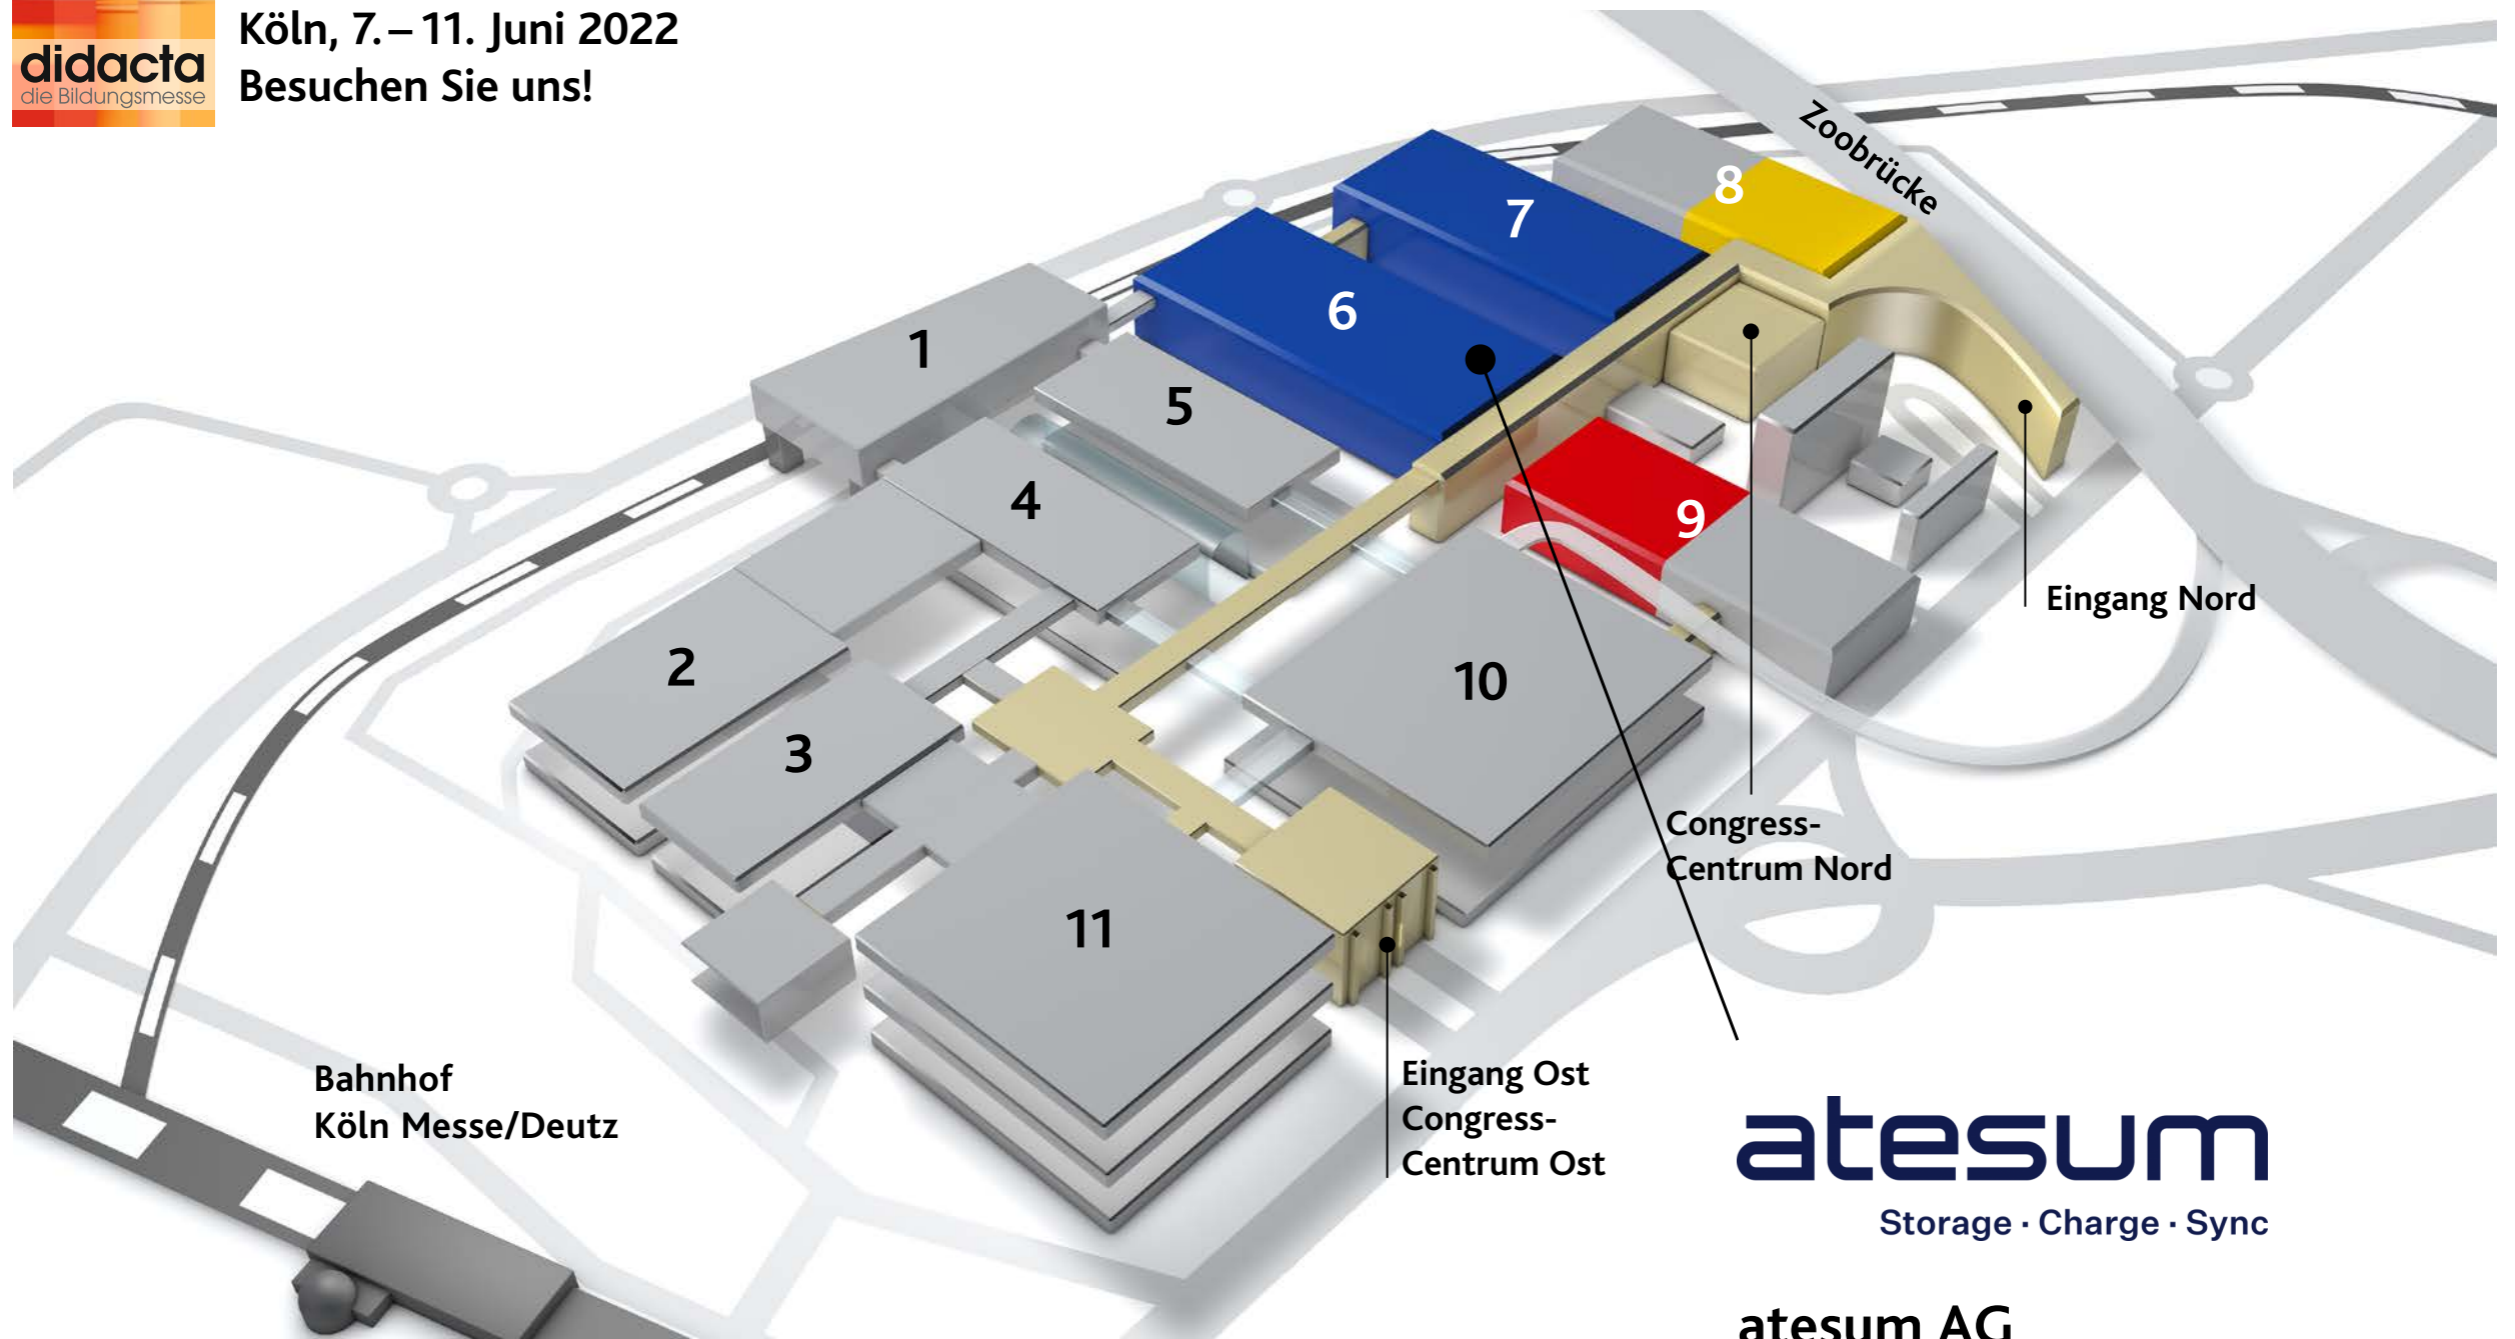 didacta
die Bildungsmesse
Köln, 7. – 11. Juni 2022
Besuchen Sie uns!
Zoobrücke
8
7
6
1
5
4
9
Eingang Nord
2
10
3
Congress-
Centrum Nord
11
Bahnhof
Köln Messe/Deutz
Eingang Ost
Congress-
Centrum Ost
atesum
Storage · Charge · Sync
atesum AG